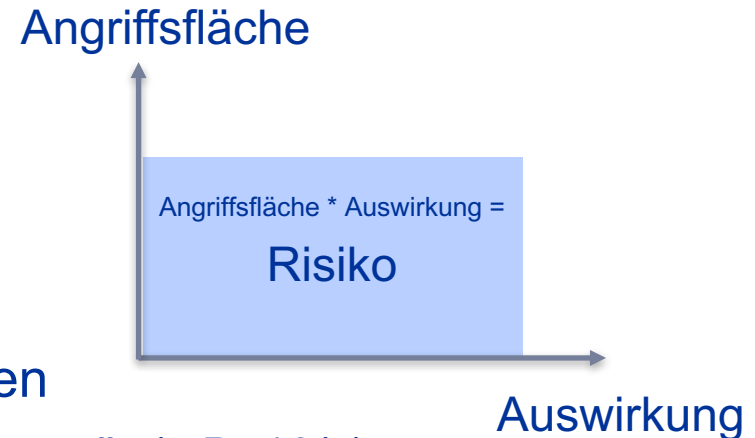 Angriffsfläche
Angriffsfläche * Auswirkung =
Risiko
en
Auswirkung